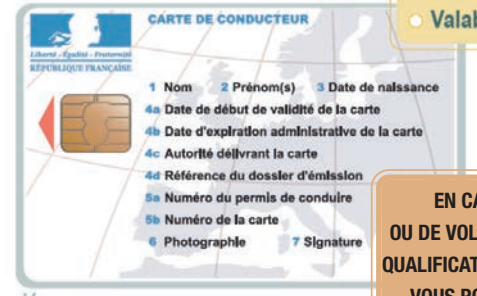 CARTE DE CONDUCTEUR
Valab
Liberté · Égalité · Fraternité
RÉPUBLIQUE FRANÇAISE
1 Nom 2 Prénom(s) 3 Date de naissance
4a Date de début de validité de la carte
4b Date d'expiration administrative de la carte
4c Autorité délivrant la carte
4d Référence du dossier d'émission
5a Numéro du permis de conduire
5b Numéro de la carte
6 Photographie 7 Signature
EN CA
OU DE VOL
QUALIFICAT
VOUS PO